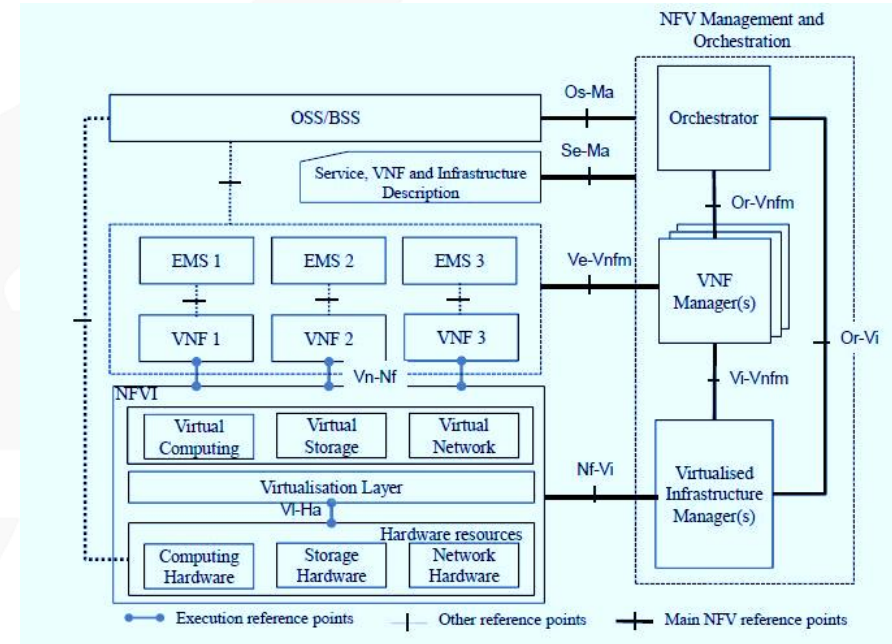 NFV Management and
Orchestration
Os-Ma
OSS/BSS
Orchestrator
Se-Ma
Service, VNF and Infrastructure
Description
Or-Vnfm
EMS 1
EMS 2
EMS 3
Ve-Vnfm
VNF
Manager(s)
VNF 1
VNF 2
VNF 3
Or-Vi
Vn-Nf
Vi-Vnfm
NFVI
Virtual
Computing
Virtual
Storage
Virtual
Network
Nf-Vi
Virtualisation Layer
Virtualised
Infrastructure
Manager(s)
Vl-Ha
Hardware resources
Computing
Hardware
Storage
Hardware
Network
Hardware
Execution reference points
Other reference points
Main NFV reference points